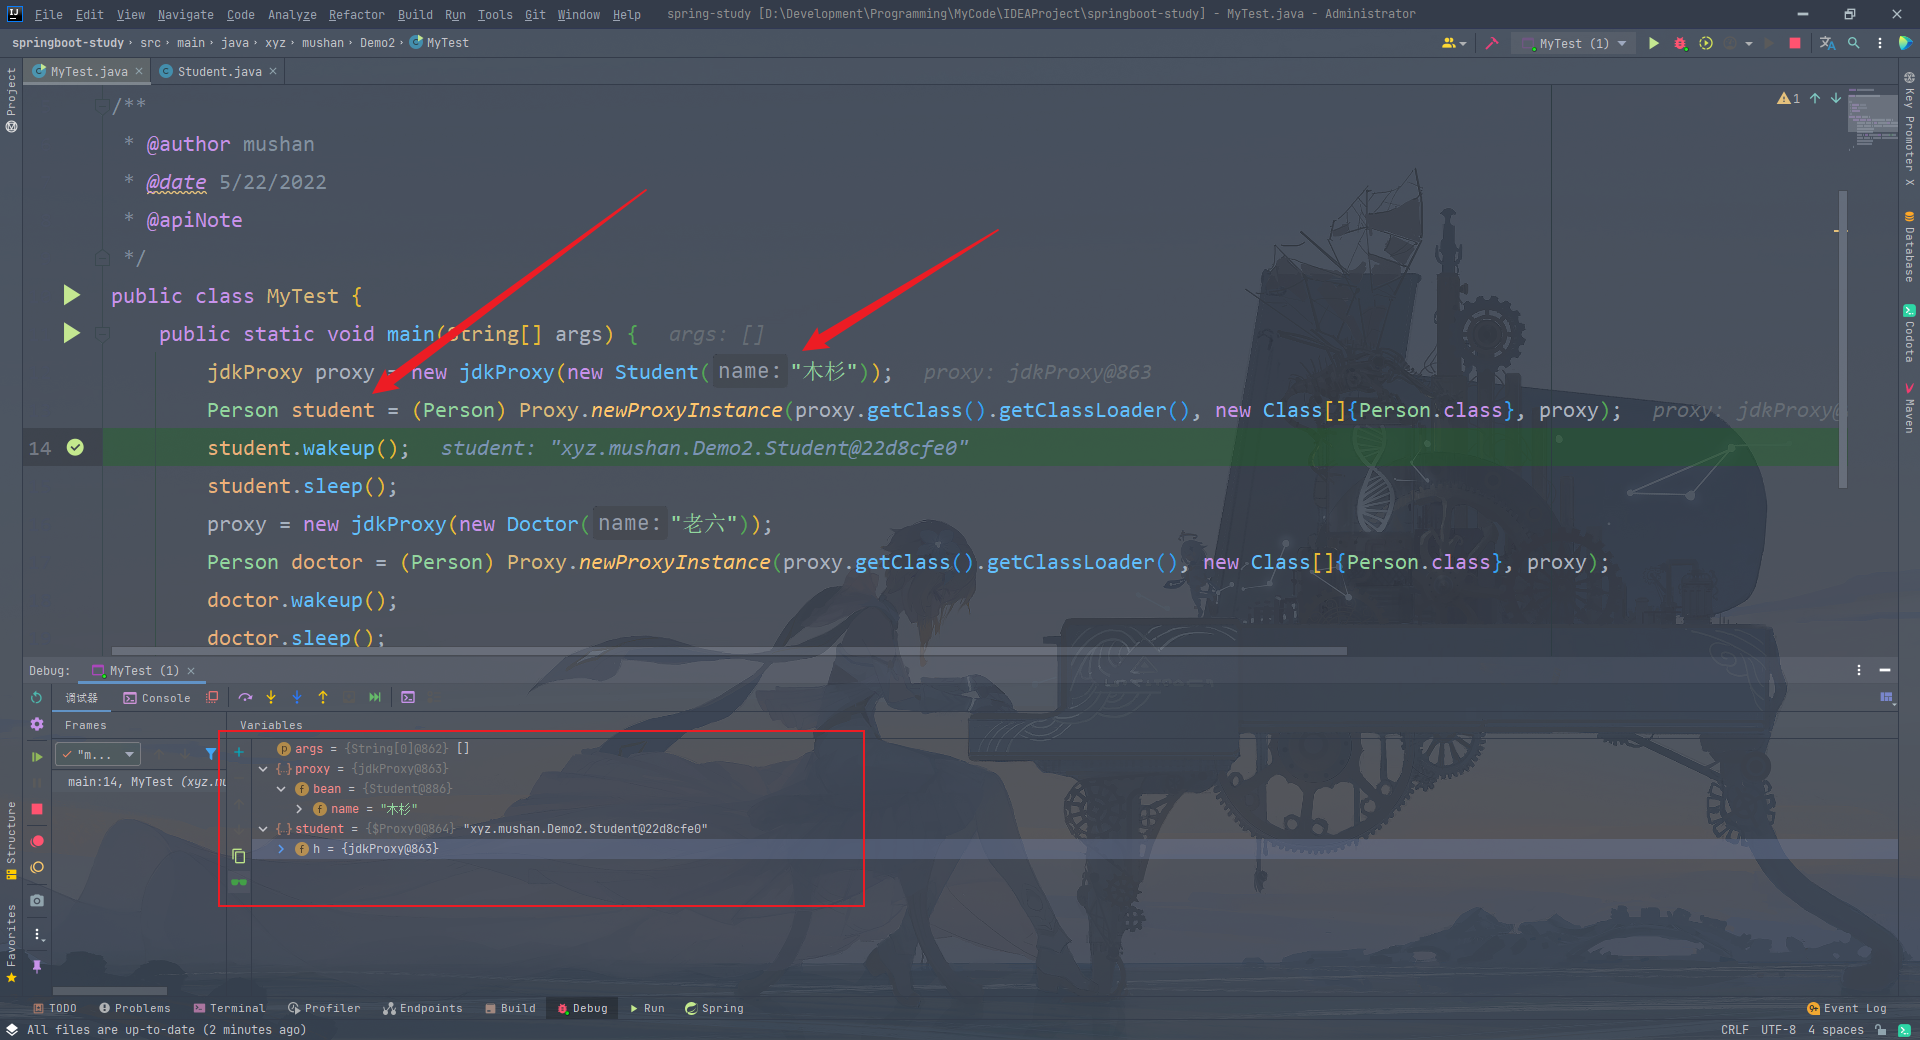 File Edit View Navigate Code Analyze Refactor Build Run Tools Git Window Help spring-study [D:\Development\Programming\MyCode\IDEAProject\springboot-study] - MyTest.java - Administrator
springboot-study › src › main › java › xyz › mushan › Demo2 › MyTest
MyTest (1)
MyTest.java ×
Student.java ×
Project
1
/**
* @author mushan
* @date 5/22/2022
* @apiNote
*/
public class MyTest {
public static void main(String[] args) { args: []
jdkProxy proxy = new jdkProxy(new Student( name: "木杉")); proxy: jdkProxy@863
Person student = (Person) Proxy.newProxyInstance(proxy.getClass().getClassLoader(), new Class[]{Person.class}, proxy); proxy: jdkProxy@
14 student.wakeup(); student: "xyz.mushan.Demo2.Student@22d8cfe0"
student.sleep();
proxy = new jdkProxy(new Doctor( name: "老六"));
Person doctor = (Person) Proxy.newProxyInstance(proxy.getClass().getClassLoader(), new Class[]{Person.class}, proxy);
doctor.wakeup();
doctor.sleep();
Key Promoter X
Database
Codota
Maven
Debug: MyTest (1) ×
调试器 Console
Frames
Variables
"m...
main:14, MyTest (xyz.mu
args = {String[0]@862} []
proxy = {jdkProxy@863}
bean = {Student@886}
name = "木杉"
student = {$Proxy0@864} "xyz.mushan.Demo2.Student@22d8cfe0"
h = {jdkProxy@863}
Structure
Favorites
TODO Problems Terminal Profiler Endpoints Build Debug Run Spring Event Log
All files are up-to-date (2 minutes ago) CRLF UTF-8 4 spaces